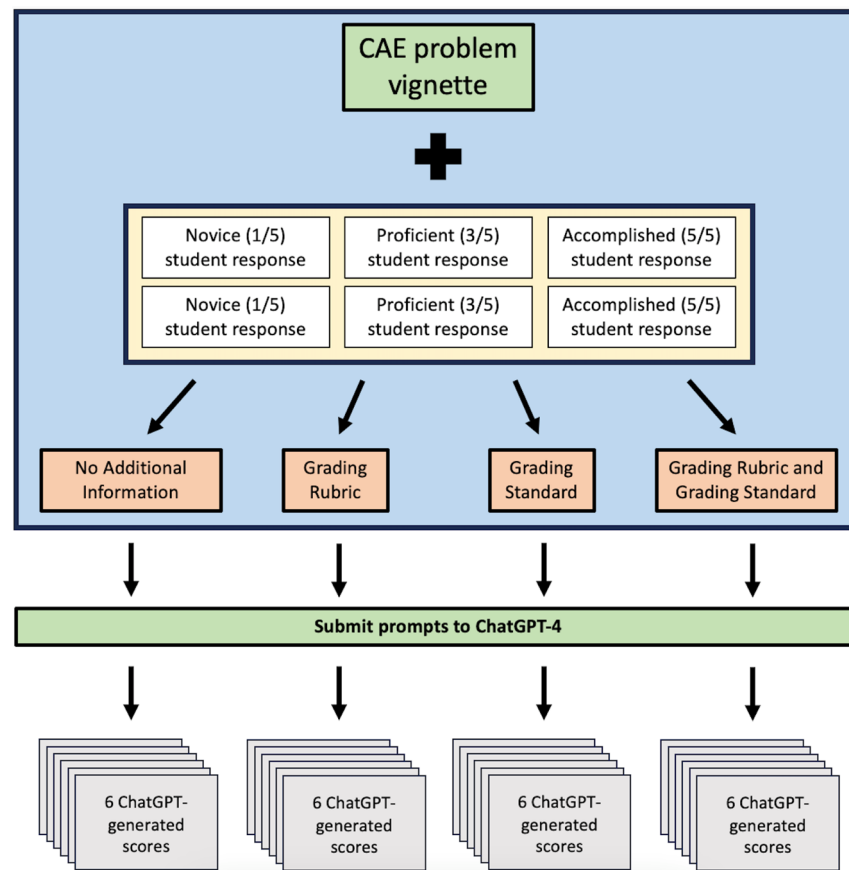 CAE problem
vignette
Novice (1/5)
student response
Proficient (3/5)
student response
Accomplished (5/5)
student response
Novice (1/5)
student response
Proficient (3/5)
student response
Accomplished (5/5)
student response
No Additional
Information
Grading
Rubric
Grading
Standard
Grading Rubric and
Grading Standard
Submit prompts to ChatGPT-4
6 ChatGPT-
generated
scores
6 ChatGPT-
generated
scores
6 ChatGPT-
generated
scores
6 ChatGPT-
generated
scores